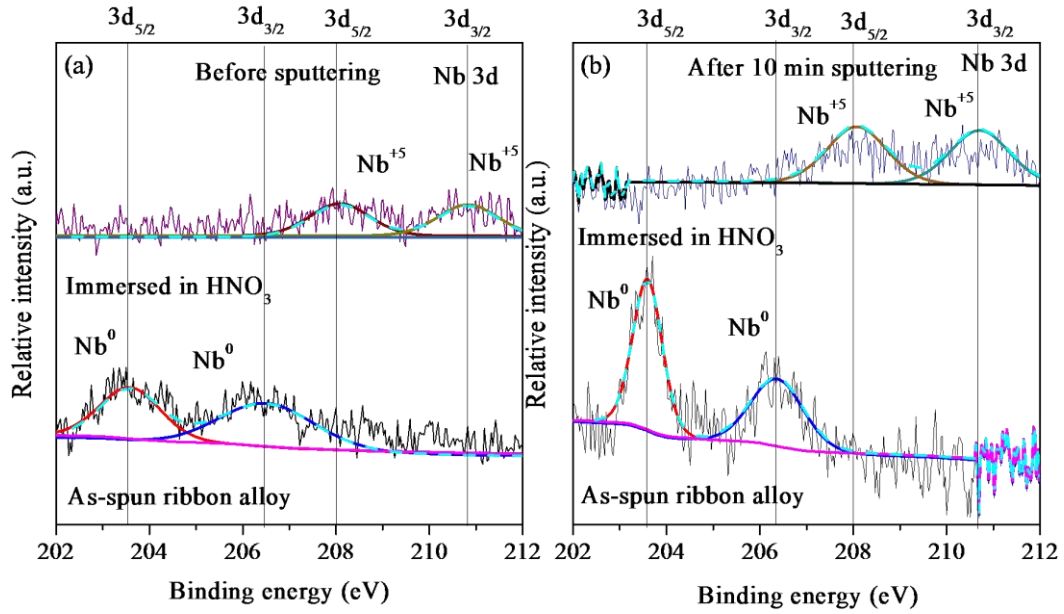 3d5/2 3d3/2 3d5/2 3d3/2
(a) Before sputtering Nb 3d
Nb+5 Nb+5
Immersed in HNO3
Nb0 Nb0
As-spun ribbon alloy
202 204 206 208 210 212
Binding energy (eV)
Relative intensity (a.u.)
3d5/2 3d3/2 3d5/2 3d3/2
(b) After 10 min sputtering Nb 3d
Nb+5 Nb+5
Immersed in HNO3
Nb0 Nb0
As-spun ribbon alloy
202 204 206 208 210 212
Binding energy (eV)
Relative intensity (a.u.)